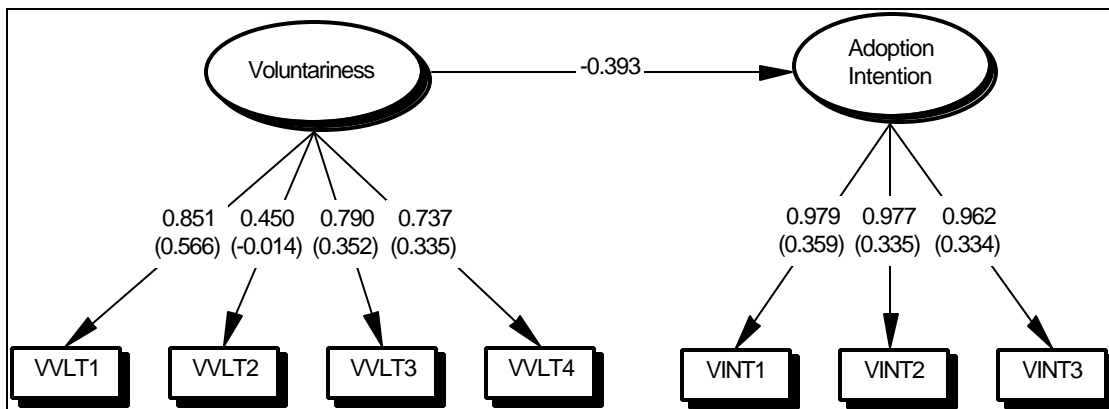 Voluntariness
-0.393
Adoption
Intention
0.851
(0.566)
0.450
(-0.014)
0.790
(0.352)
0.737
(0.335)
0.979
(0.359)
0.977
(0.335)
0.962
(0.334)
VVLT1
VVLT2
VVLT3
VVLT4
VINT1
VINT2
VINT3